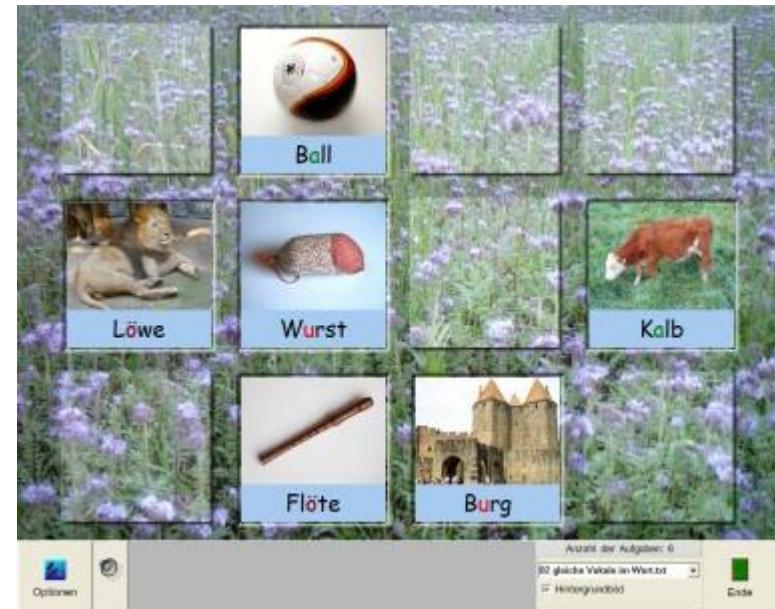 Ball
Löwe
Wurst
Kalb
Flöte
Burg
Anzahl der Aufgaben: 6
02 gleiche Vokale im Wort.txt
Hintergrundbild
Optionen
Ende